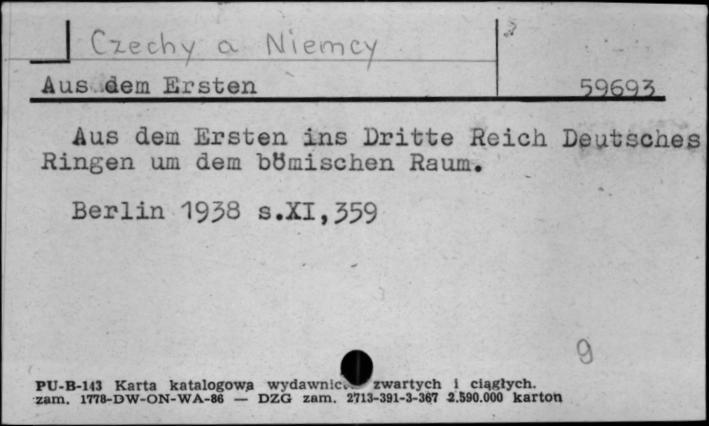 Czechy a Niemcy
Aus dem Ersten 59693
Aus dem Ersten ins Dritte Reich Deutsches
Ringen um dem bömischen Raum.
Berlin 1938 s.XI,359
9
PU-B-143 Karta katalogowa zwartych i ciągłych.
zam. 1778-DW-ON-WA-86 — DZG zam. 2713-391-3-367 2.590.000 karton